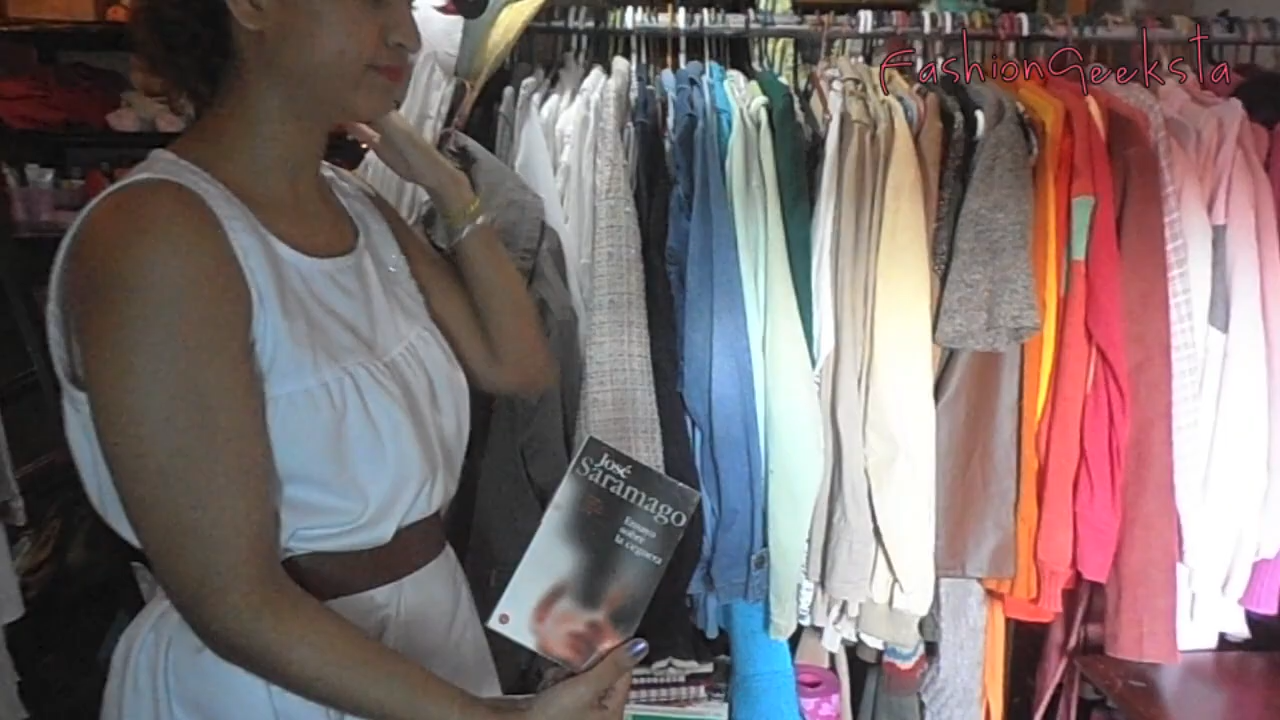 FashionGeeksta
José
Saramago
Ensayo
sobre
la ceguera